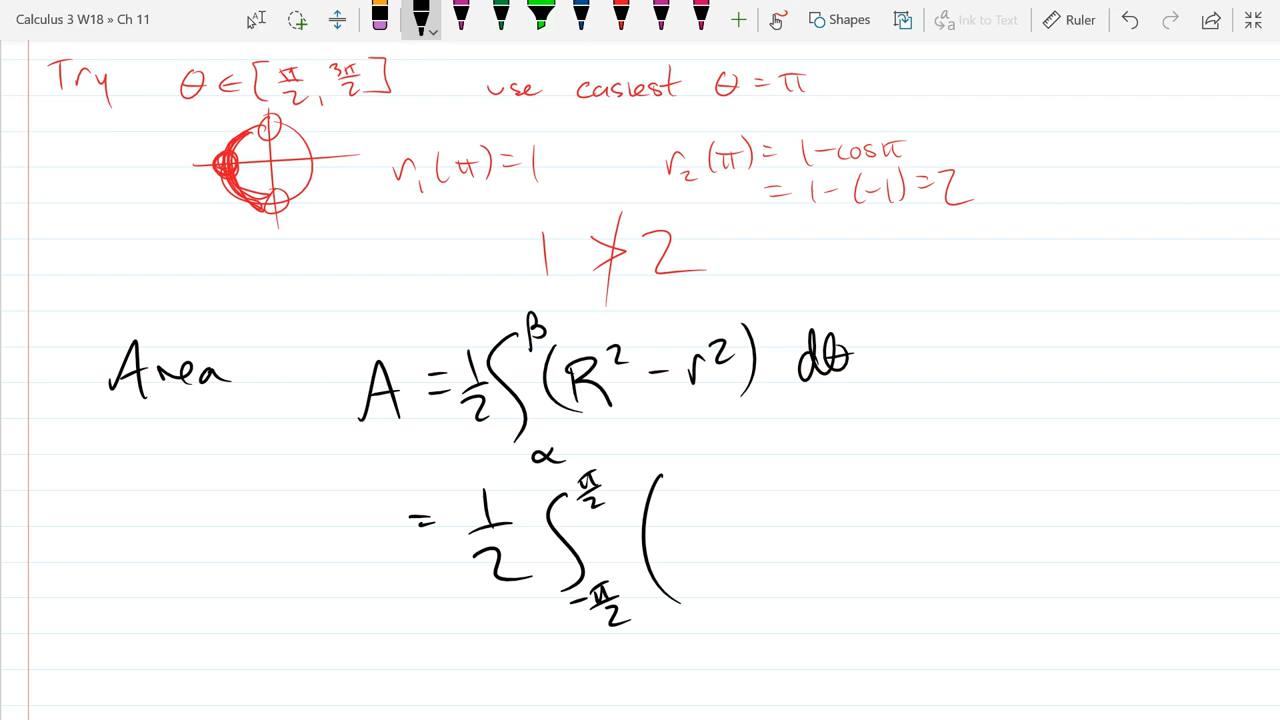 Calculus 3 W18 » Ch 11 Shapes Ink to Text Ruler
Try θ ∈ [π/2, 3π/2] use easiest θ = π
r₁(π) = 1 r₂(π) = 1-cosπ
= 1-(-1) = 2
1 ≯ 2
Area A = 1/2 ∫_α^β (R² - r²) dθ
= 1/2 ∫_{-π/2}^{π/2} (